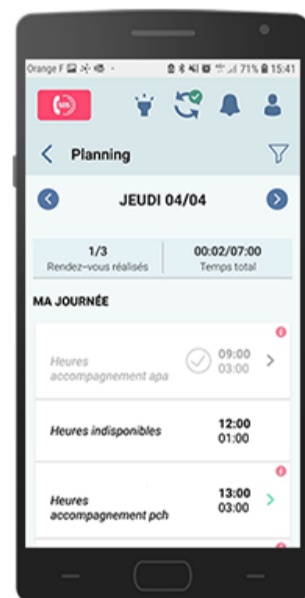 Orange F 71% 15:41
SOS
Planning
JEUDI 04/04
1/3 00:02/07:00
Rendez-vous réalisés Temps total
MA JOURNÉE
09:00
Heures
accompagnement apa
03:00
12:00
Heures indisponibles
01:00
13:00
Heures
accompagnement pch
03:00